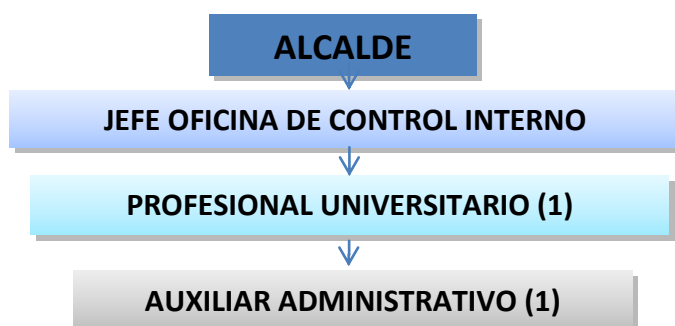 ALCALDE
JEFE OFICINA DE CONTROL INTERNO
PROFESIONAL UNIVERSITARIO (1)
AUXILIAR ADMINISTRATIVO (1)